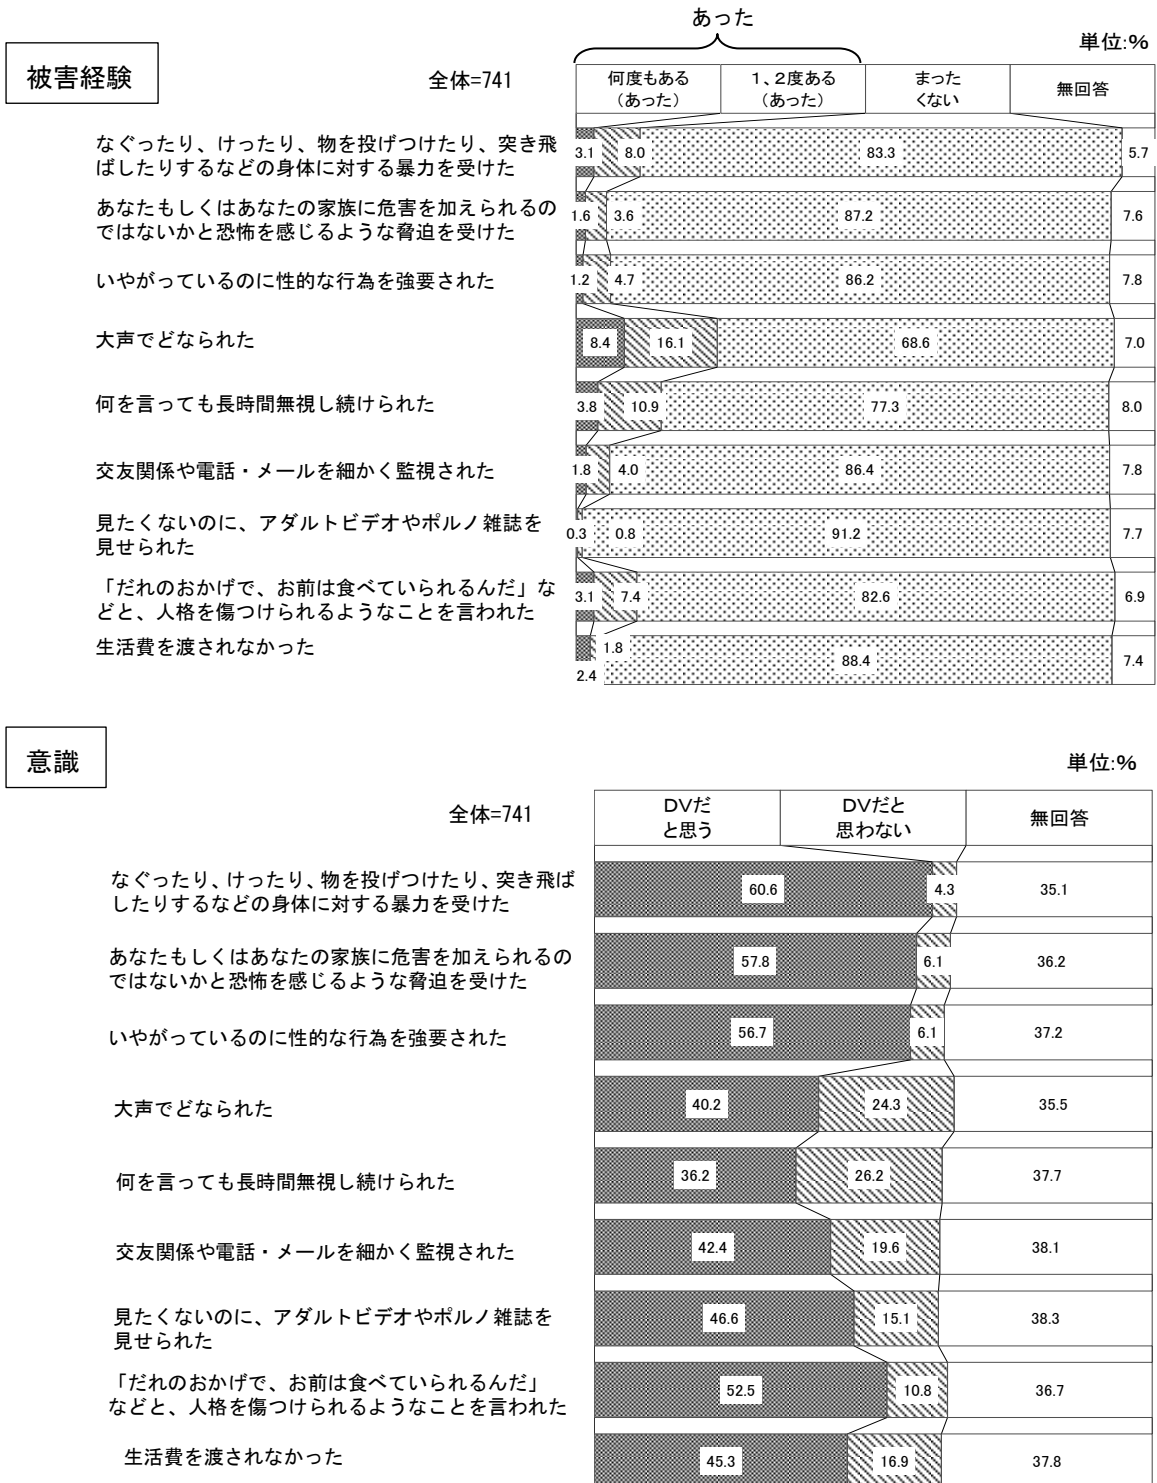 あった
単位:%
被害経験
全体=741
何度もある
(あった)
1、2度ある
(あった)
まった
くない
無回答
なぐったり、けったり、物を投げつけたり、突き飛
ばしたりするなどの身体に対する暴力を受けた
3.1 8.0 83.3 5.7
あなたもしくはあなたの家族に危害を加えられるの
ではないかと恐怖を感じるような脅迫を受けた
1.6 3.6 87.2 7.6
いやがっているのに性的な行為を強要された
1.2 4.7 86.2 7.8
大声でどなられた
8.4 16.1 68.6 7.0
何を言っても長時間無視し続けられた
3.8 10.9 77.3 8.0
交友関係や電話・メールを細かく監視された
1.8 4.0 86.4 7.8
見たくないのに、アダルトビデオやポルノ雑誌を
見せられた
0.3 0.8 91.2 7.7
「だれのおかげで、お前は食べていられるんだ」な
どと、人格を傷つけられるようなことを言われた
3.1 7.4 82.6 6.9
生活費を渡されなかった
2.4 1.8 88.4 7.4
意識
単位:%
全体=741
DVだ
と思う
DVだと
思わない
無回答
なぐったり、けったり、物を投げつけたり、突き飛ば
したりするなどの身体に対する暴力を受けた
60.6 4.3 35.1
あなたもしくはあなたの家族に危害を加えられるの
ではないかと恐怖を感じるような脅迫を受けた
57.8 6.1 36.2
いやがっているのに性的な行為を強要された
56.7 6.1 37.2
大声でどなられた
40.2 24.3 35.5
何を言っても長時間無視し続けられた
36.2 26.2 37.7
交友関係や電話・メールを細かく監視された
42.4 19.6 38.1
見たくないのに、アダルトビデオやポルノ雑誌を
見せられた
46.6 15.1 38.3
「だれのおかげで、お前は食べていられるんだ」
などと、人格を傷つけられるようなことを言われた
52.5 10.8 36.7
生活費を渡されなかった
45.3 16.9 37.8